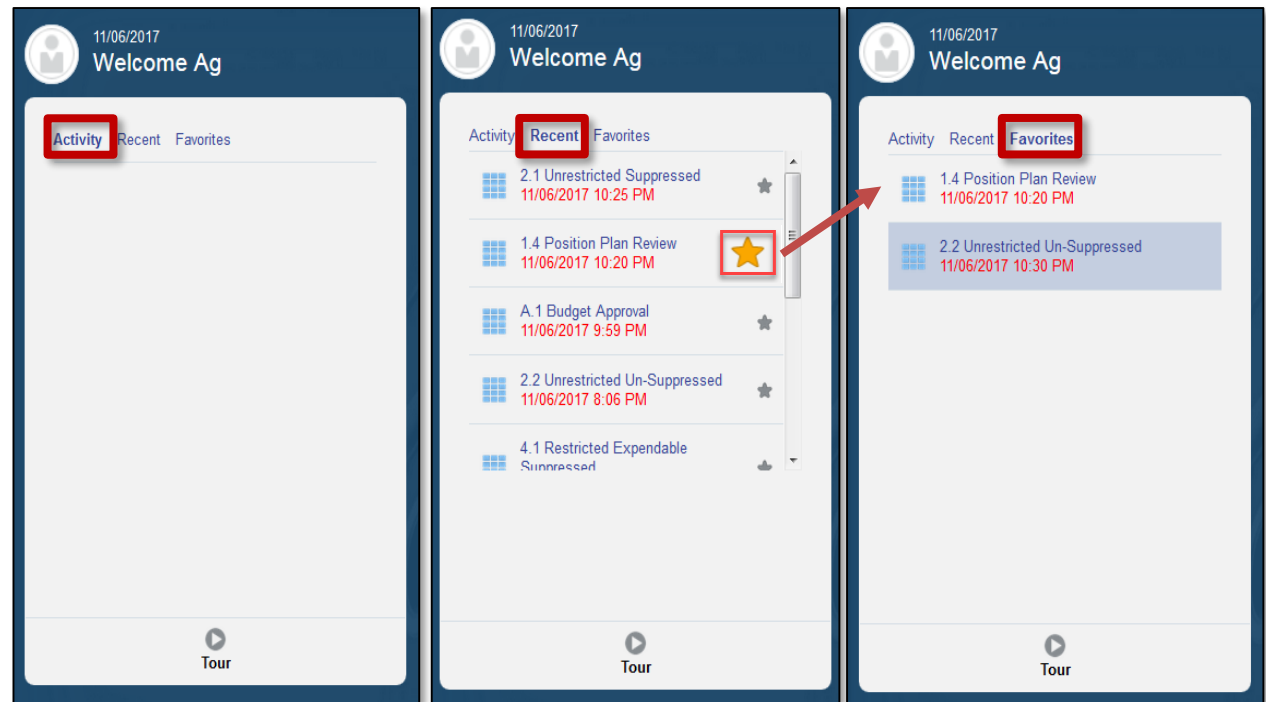 11/06/2017
Welcome Ag
Activity Recent Favorites
Tour
11/06/2017
Welcome Ag
Activity Recent Favorites
2.1 Unrestricted Suppressed
11/06/2017 10:25 PM
1.4 Position Plan Review
11/06/2017 10:20 PM
A.1 Budget Approval
11/06/2017 9:59 PM
2.2 Unrestricted Un-Suppressed
11/06/2017 8:06 PM
4.1 Restricted Expendable
Suppressed
Tour
11/06/2017
Welcome Ag
Activity Recent Favorites
1.4 Position Plan Review
11/06/2017 10:20 PM
2.2 Unrestricted Un-Suppressed
11/06/2017 10:30 PM
Tour